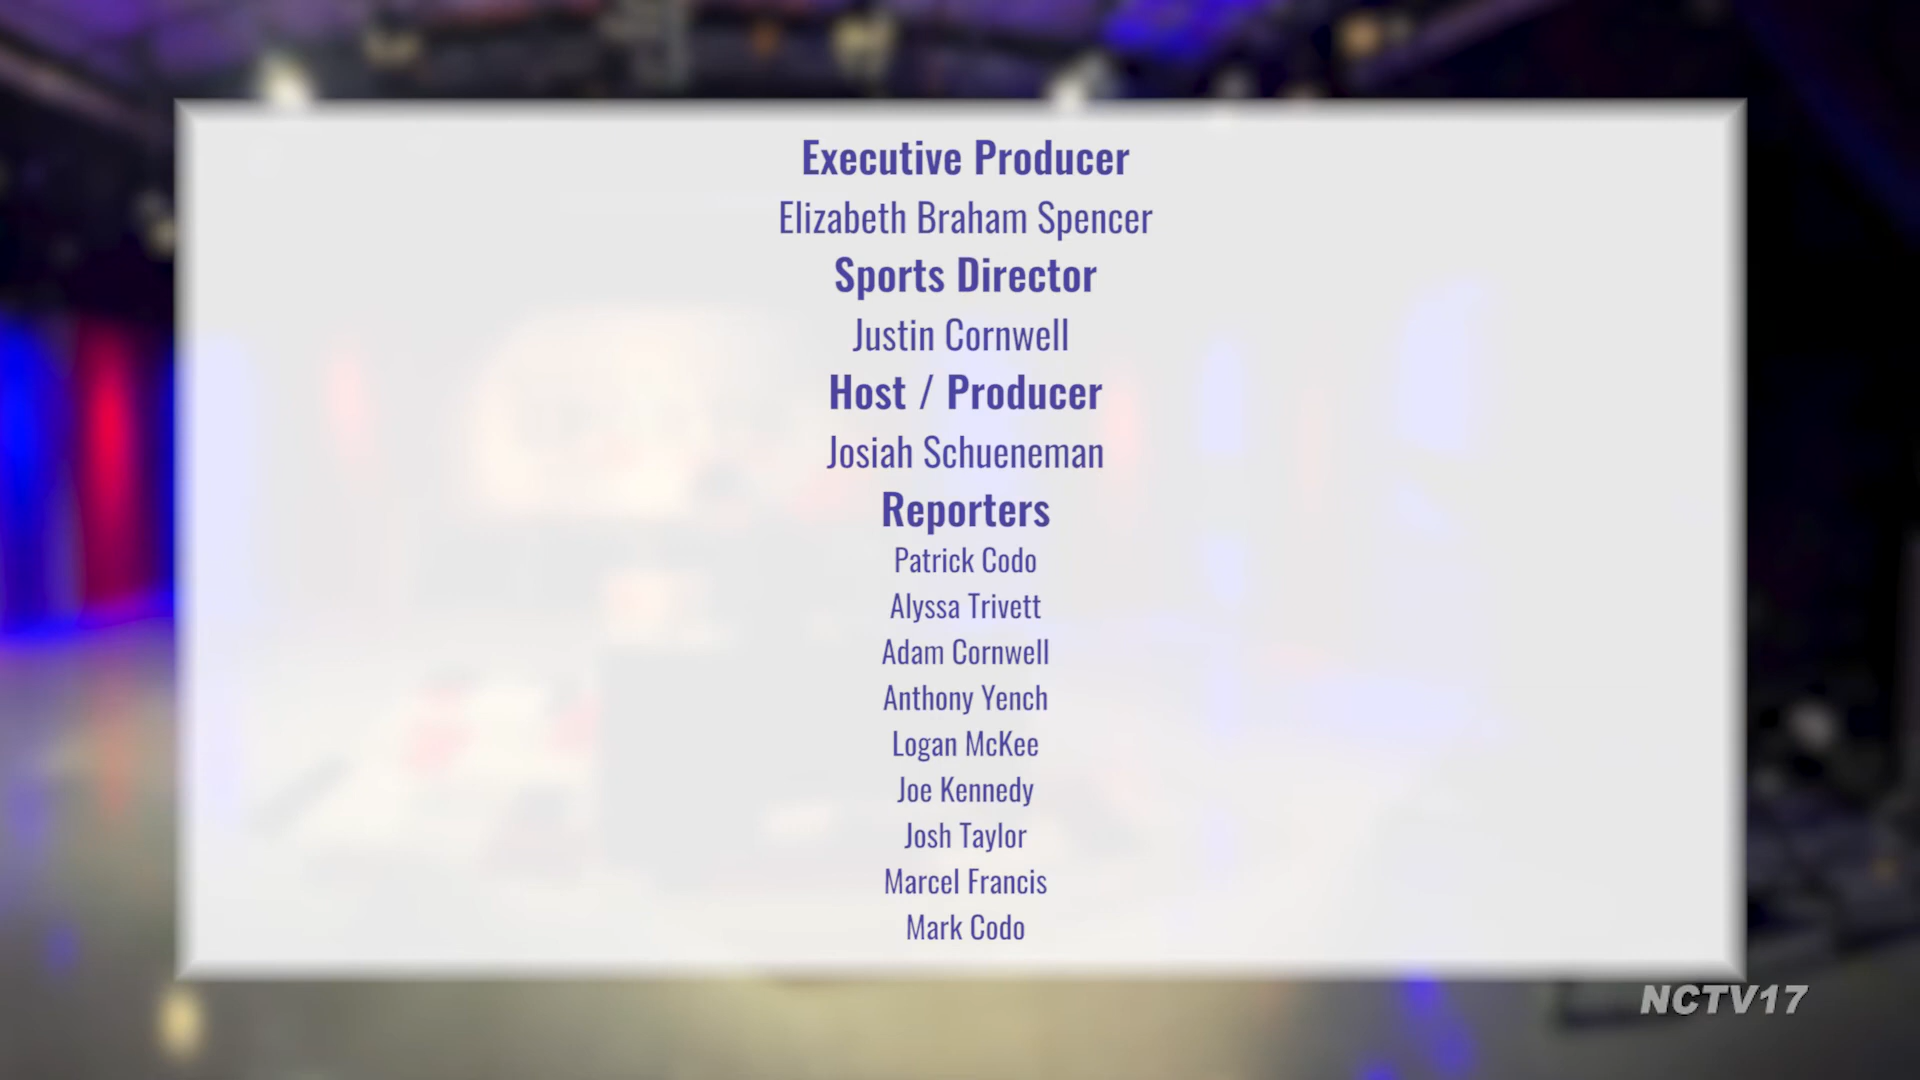 Executive Producer
Elizabeth Braham Spencer
Sports Director
Justin Cornwell
Host / Producer
Josiah Schueneman
Reporters
Patrick Codo
Alyssa Trivett
Adam Cornwell
Anthony Yench
Logan McKee
Joe Kennedy
Josh Taylor
Marcel Francis
Mark Codo
NCTV17